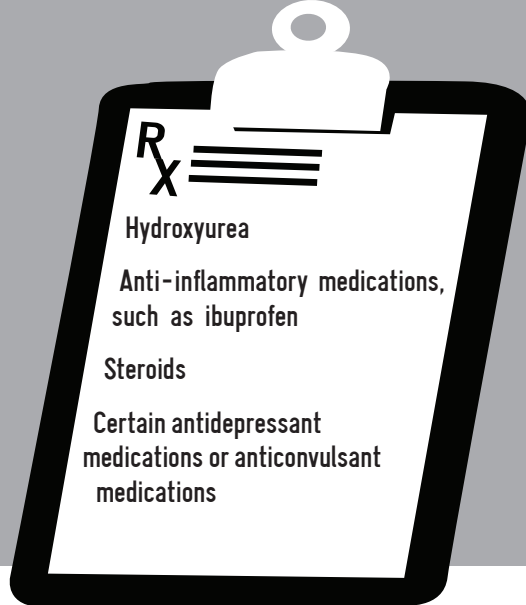 Rx
Hydroxyurea
Anti-inflammatory medications,
such as ibuprofen
Steroids
Certain antidepressant
medications or anticonvulsant
medications